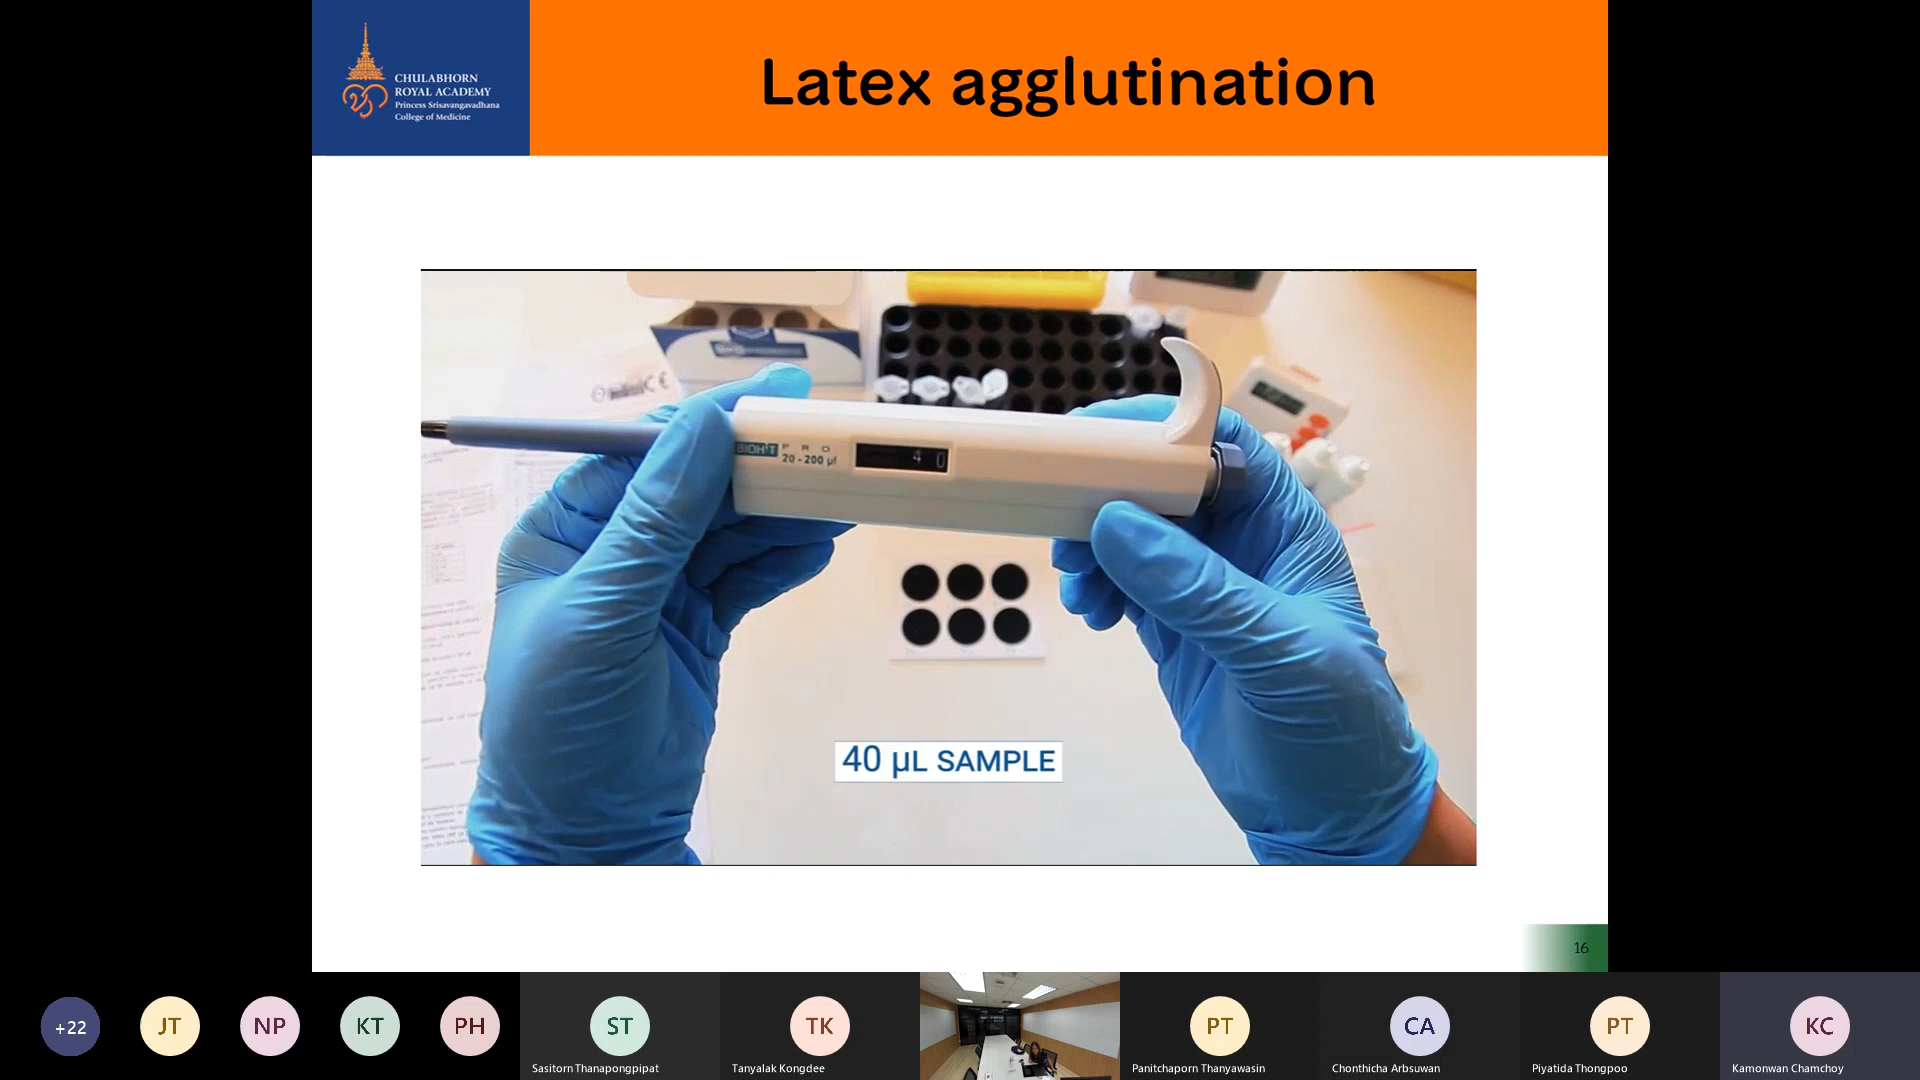 CHULABHORN
ROYAL ACADEMY
Princess Srisavangavadhana
College of Medicine
Latex agglutination
BIOHIT PRO
20 - 200 µl
40
40 µL SAMPLE
16
+22
JT
NP
KT
PH
ST
Sasitorn Thanapongpipat
TK
Tanyalak Kongdee
PT
Panitchaporn Thanyawasin
CA
Chonthicha Arbsuwan
PT
Piyatida Thongpoo
KC
Kamonwan Chamchoy